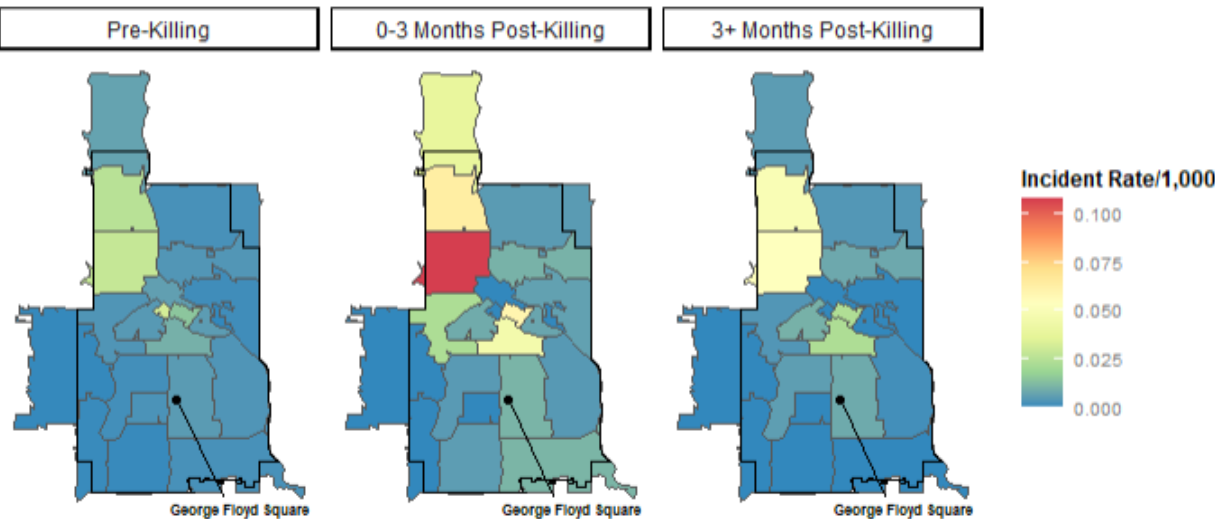 Pre-Killing
0-3 Months Post-Killing
3+ Months Post-Killing
Incident Rate/1,000
0.100
0.075
0.050
0.025
0.000
George Floyd Square
George Floyd Square
George Floyd Square